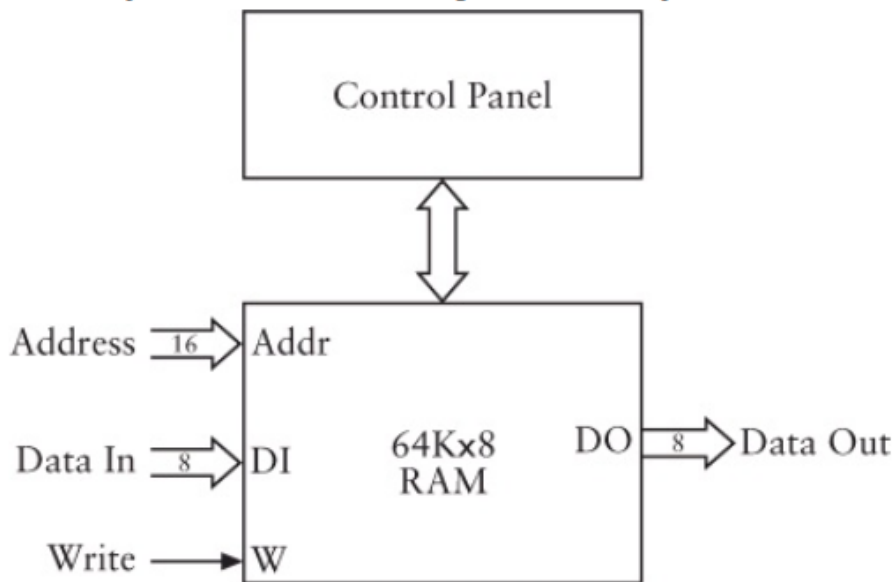 Control Panel
Address 16 Addr
Data In 8 DI
64Kx8
RAM
DO 8 Data Out
Write W